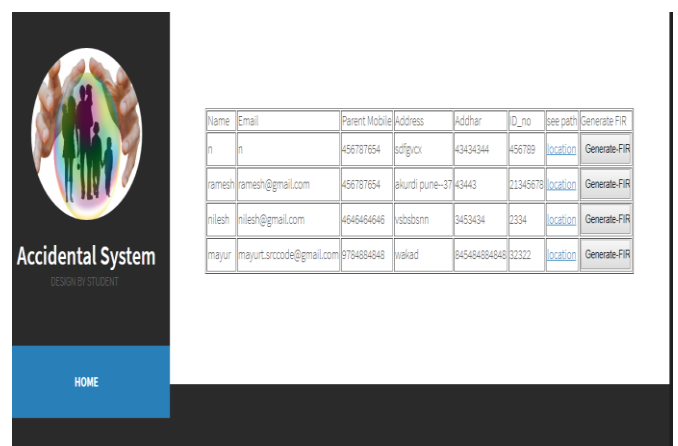 Name Email Parent Mobile Address Addhar ID_no see path Generate FIR
n n 456787654 sdfgvcx 43434344 456789 location Generate-FIR
ramesh ramesh@gmail.com 456787654 akurdi pune--37 43443 21345678 location Generate-FIR
nilesh nilesh@gmail.com 4646464646 vsbsbsnn 3453434 2334 location Generate-FIR
mayur mayurt.srccode@gmail.com 9784884848 wakad 845484884848 32322 location Generate-FIR
Accidental System
DESIGN BY STUDENT
HOME